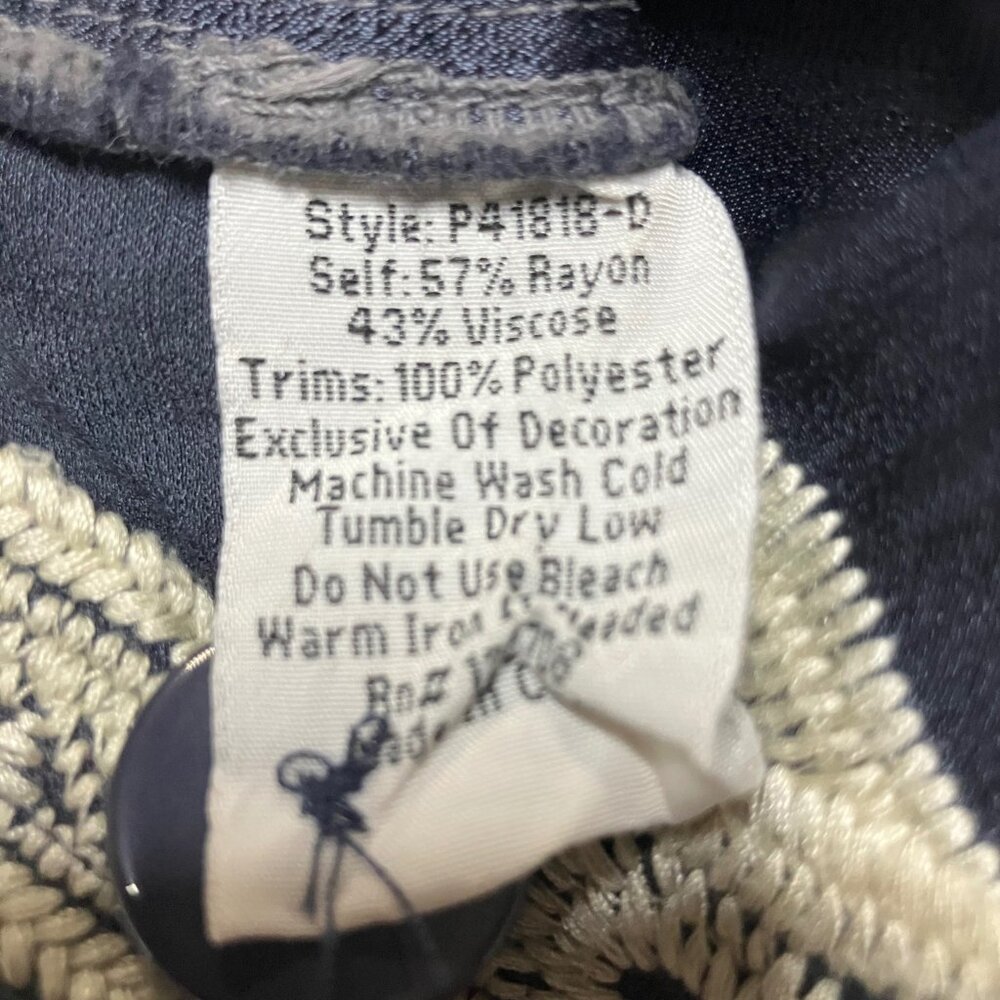 Style: P41818-D
Self: 57% Rayon
43% Viscose
Trims: 100% Polyester
Exclusive Of Decoration
Machine Wash Cold
Tumble Dry Low
Do Not Use Bleach
Warm Iron
Rn#